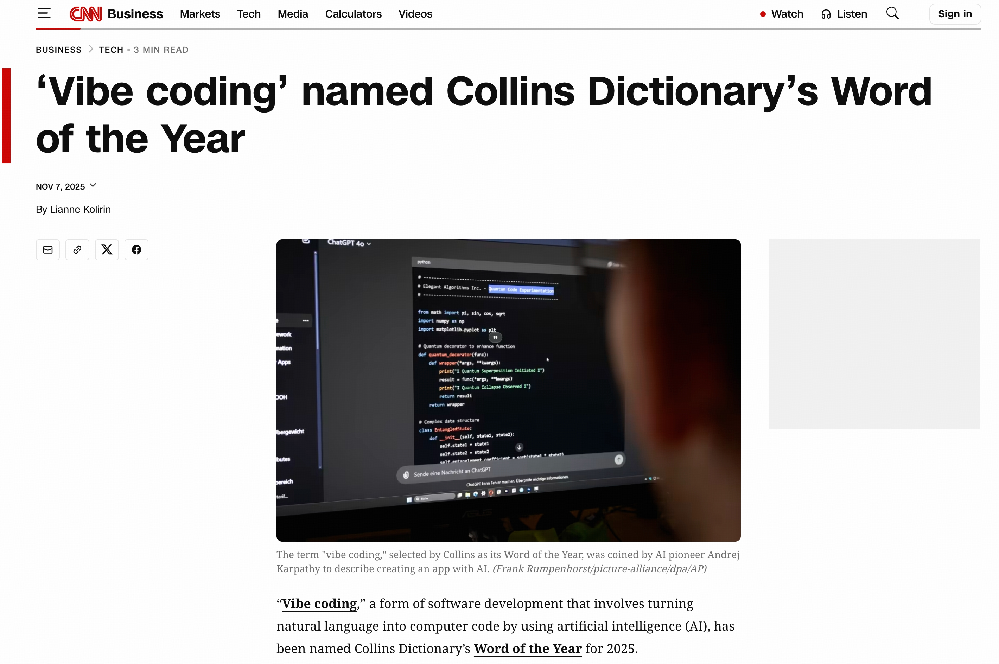 CNN Business Markets Tech Media Calculators Videos Watch Listen Sign in
BUSINESS TECH • 3 MIN READ
‘Vibe coding’ named Collins Dictionary’s Word
of the Year
NOV 7, 2025
By Lianne Kolirin
ChatGPT 4o
python
# ----------------------------------------------------
# Elegant Algorithms Inc. - Quantum Code Experimentation
# ----------------------------------------------------
from math import pi, sin, cos, sqrt
import numpy as np
import matplotlib.pyplot as plt
# Quantum decorator to enhance function
def quantum_decorator(func):
def wrapper(*args, **kwargs):
print("I Quantum Superposition Initiated I")
result = func(*args, **kwargs)
print("I Quantum Collapse Observed I")
return result
return wrapper
# Complex data structure
class EntangledState:
def __init__(self, state1, state2):
self.state1 = state1
self.state2 = state2
self.entanglement_coefficient = sqrt(state1 * state2)
ework
nation
Apps
OOH
bergewicht
butes
bereich
tarif...
Sende eine Nachricht an ChatGPT
ChatGPT kann Fehler machen. Überprüfe wichtige Informationen.
Suche
ASUS
The term "vibe coding," selected by Collins as its Word of the Year, was coined by AI pioneer Andrej
Karpathy to describe creating an app with AI. (Frank Rumpenhorst/picture-alliance/dpa/AP)
“Vibe coding,” a form of software development that involves turning
natural language into computer code by using artificial intelligence (AI), has
been named Collins Dictionary’s Word of the Year for 2025.